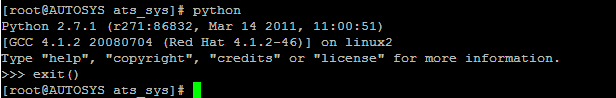 [root@AUTOSYS ats_sys]# python
Python 2.7.1 (r271:86832, Mar 14 2011, 11:00:51)
[GCC 4.1.2 20080704 (Red Hat 4.1.2-46)] on linux2
Type "help", "copyright", "credits" or "license" for more information.
>>> exit()
[root@AUTOSYS ats_sys]#